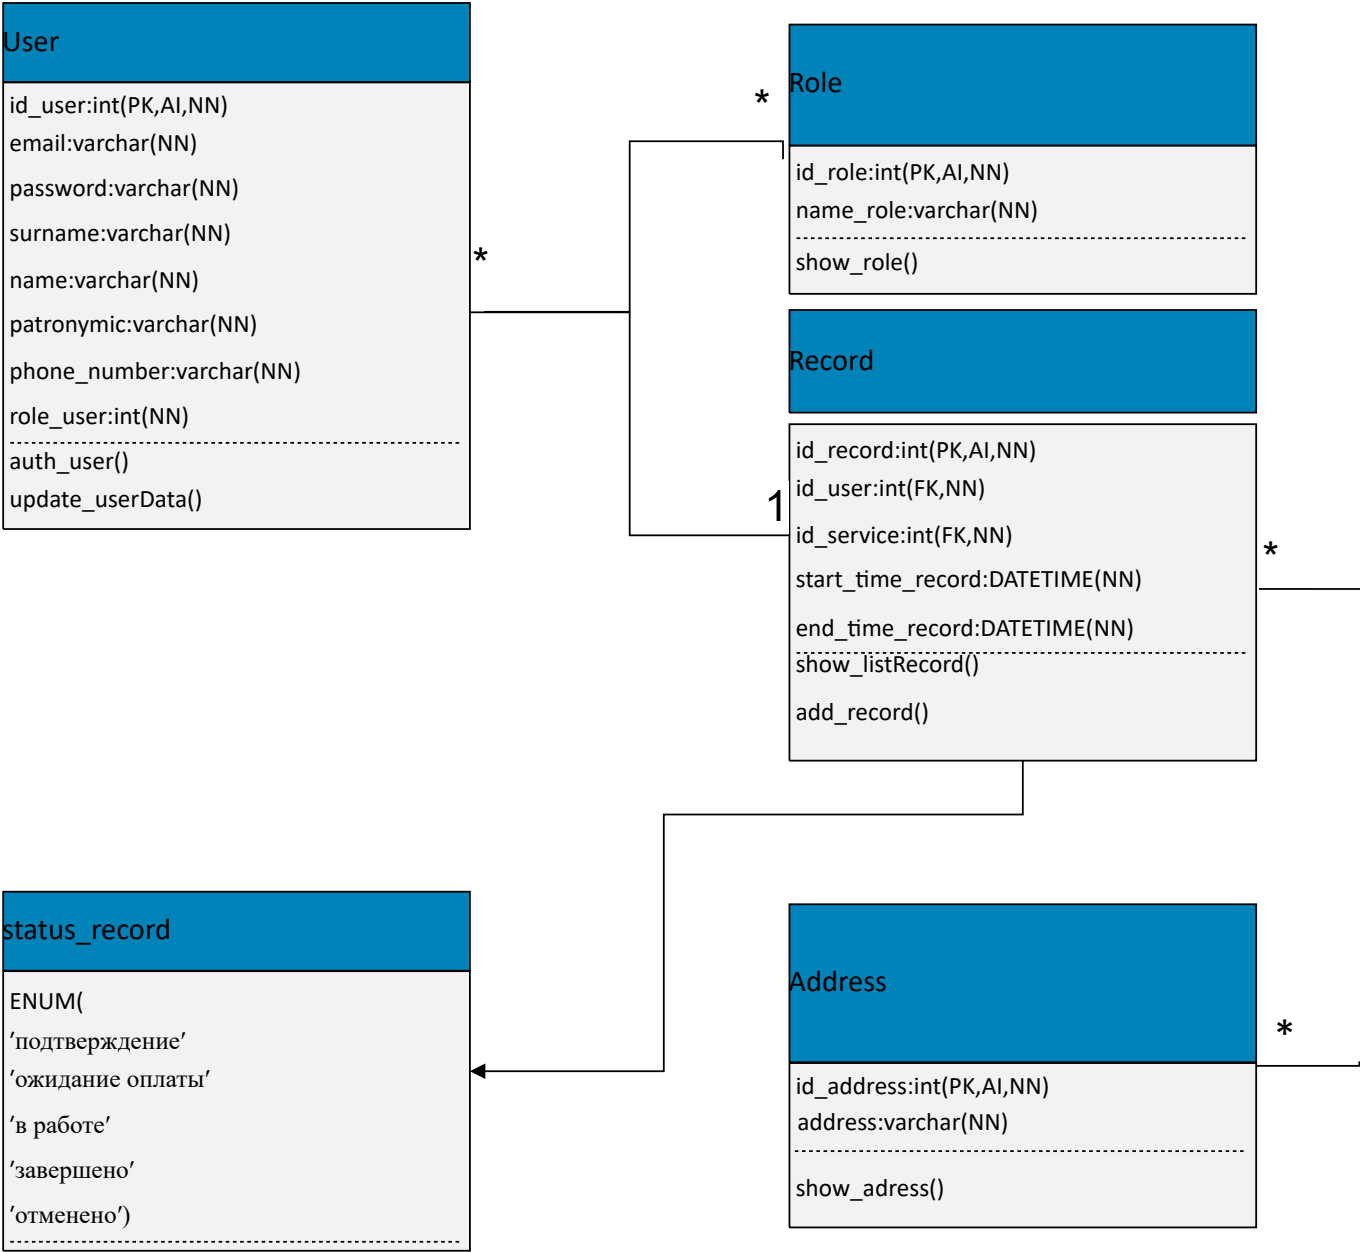 User
id_user:int(PK,AI,NN)
email:varchar(NN)
password:varchar(NN)
surname:varchar(NN)
name:varchar(NN)
patronymic:varchar(NN)
phone_number:varchar(NN)
role_user:int(NN)
auth_user()
update_userData()
*
*
Role
id_role:int(PK,AI,NN)
name_role:varchar(NN)
show_role()
Record
id_record:int(PK,AI,NN)
id_user:int(FK,NN)
id_service:int(FK,NN)
start_time_record:DATETIME(NN)
end_time_record:DATETIME(NN)
show_listRecord()
add_record()
1
*
status_record
ENUM(
'подтверждение'
'ожидание оплаты'
'в работе'
'завершено'
'отменено')
Address
id_address:int(PK,AI,NN)
address:varchar(NN)
show_adress()
*